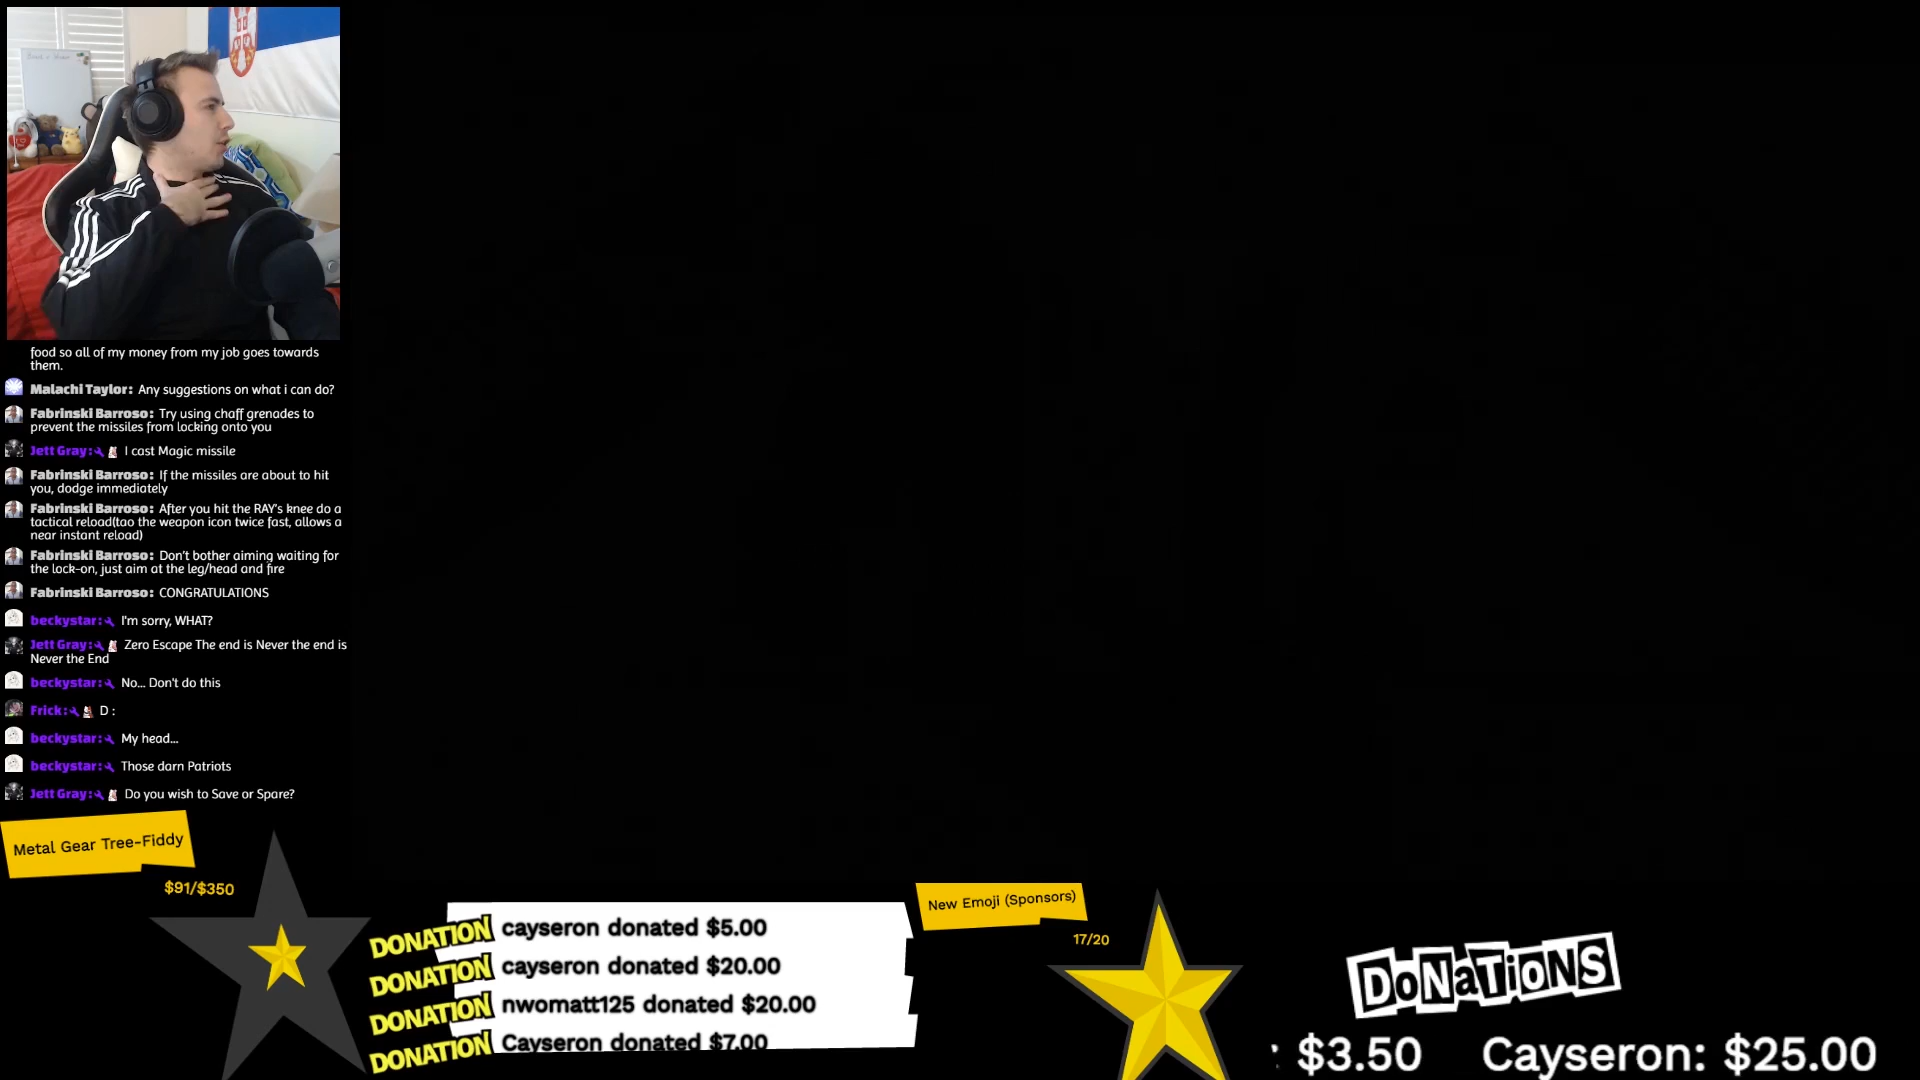 food so all of my money from my job goes towards
them.
Malachi Taylor: Any suggestions on what i can do?
Fabrinski Barroso: Try using chaff grenades to
prevent the missiles from locking onto you
Jett Gray: I cast Magic missile
Fabrinski Barroso: If the missiles are about to hit
you, dodge immediately
Fabrinski Barroso: After you hit the RAY's knee do a
tactical reload(tao the weapon icon twice fast, allows a
near instant reload)
Fabrinski Barroso: Don't bother aiming waiting for
the lock-on, just aim at the leg/head and fire
Fabrinski Barroso: CONGRATULATIONS
beckystar: I'm sorry, WHAT?
Jett Gray: Zero Escape The end is Never the end is
Never the End
beckystar: No... Don't do this
Frick: D :
beckystar: My head...
beckystar: Those darn Patriots
Jett Gray: Do you wish to Save or Spare?
Metal Gear Tree-Fiddy
$91/$350
DONATION cayseron donated $5.00
DONATION cayseron donated $20.00
DONATION nwomatt125 donated $20.00
DONATION Cayseron donated $7.00
New Emoji (Sponsors)
17/20
DoNaTioNS
: $3.50 Cayseron: $25.00